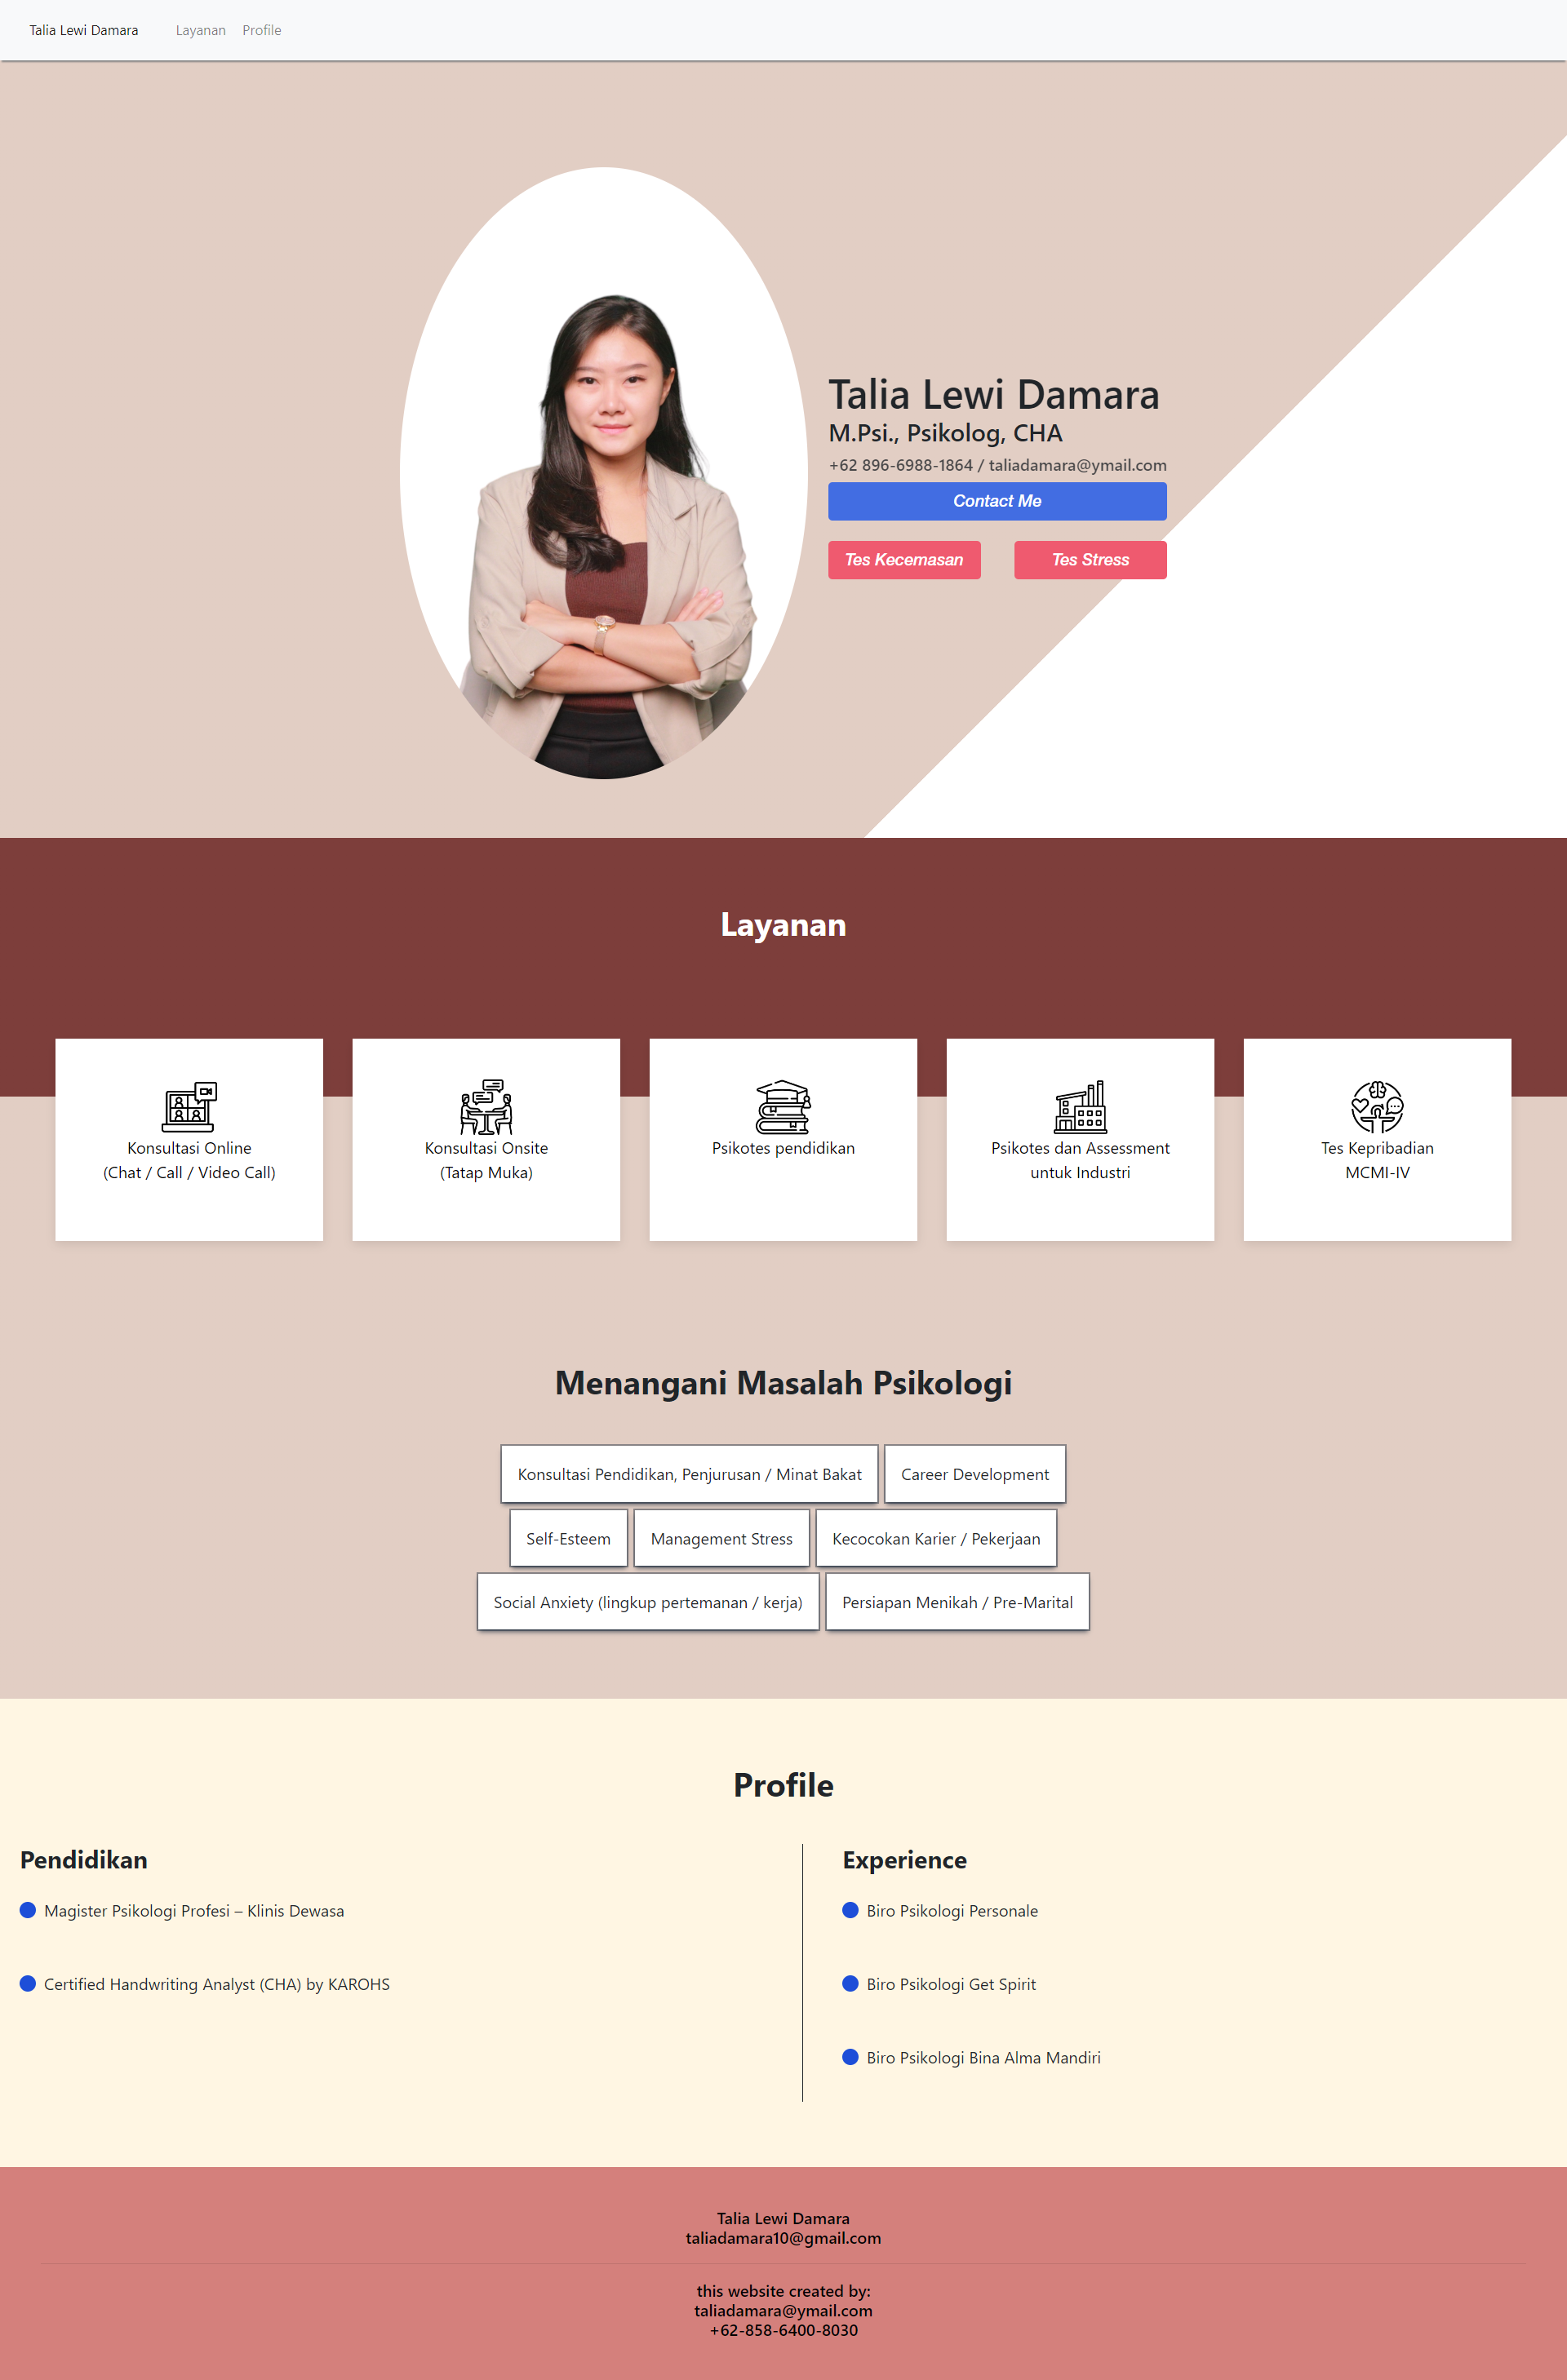 Talia Lewi Damara
Layanan
Profile
Talia Lewi Damara
M.Psi., Psikolog, CHA
+62 896-6988-1864 / taliadamara@ymail.com
Contact Me
Tes Kecemasan
Tes Stress
Layanan
Konsultasi Online
(Chat / Call / Video Call)
Konsultasi Onsite
(Tatap Muka)
Psikotes pendidikan
Psikotes dan Assessment
untuk Industri
Tes Kepribadian
MCMI-IV
Menangani Masalah Psikologi
Konsultasi Pendidikan, Penjurusan / Minat Bakat
Career Development
Self-Esteem
Management Stress
Kecocokan Karier / Pekerjaan
Social Anxiety (lingkup pertemanan / kerja)
Persiapan Menikah / Pre-Marital
Profile
Pendidikan
Magister Psikologi Profesi – Klinis Dewasa
Certified Handwriting Analyst (CHA) by KAROHS
Experience
Biro Psikologi Personale
Biro Psikologi Get Spirit
Biro Psikologi Bina Alma Mandiri
Talia Lewi Damara
taliadamara10@gmail.com
this website created by:
taliadamara@ymail.com
+62-858-6400-8030